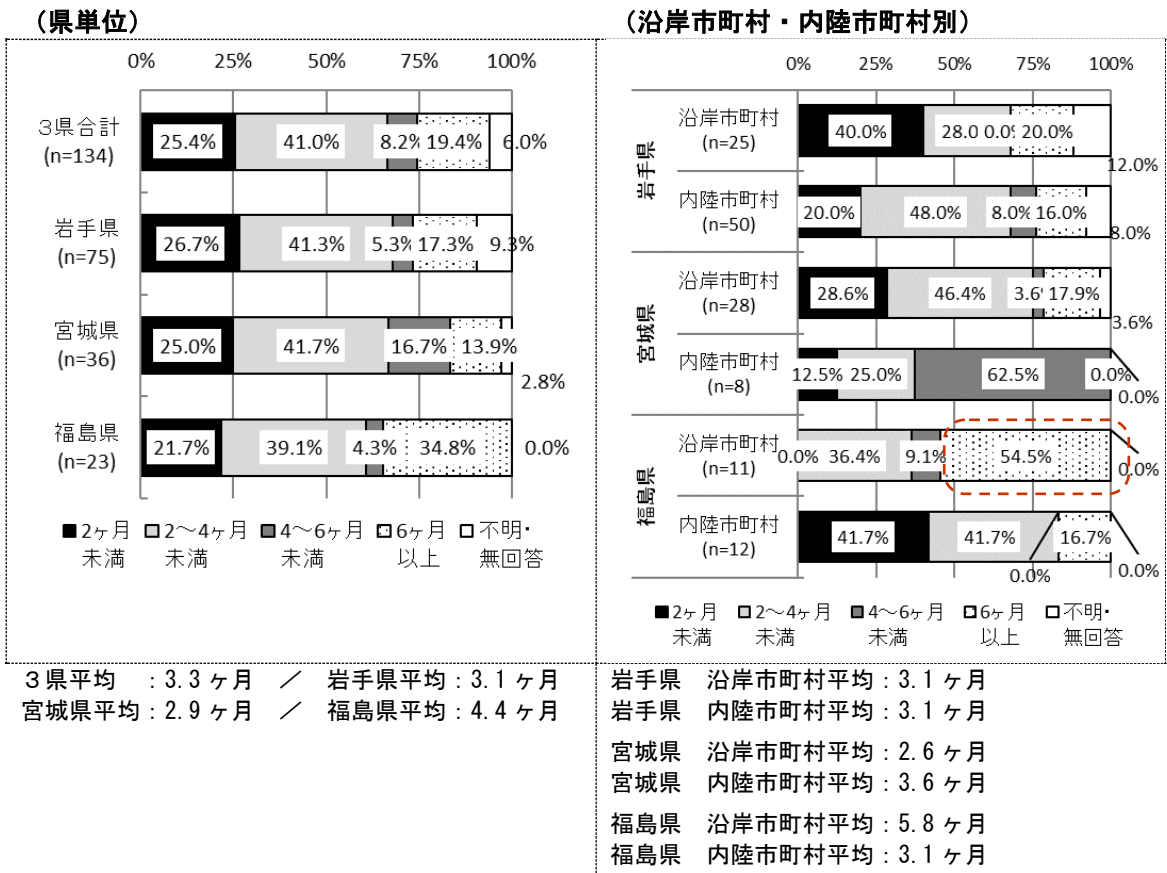 （県単位）
0% 25% 50% 75% 100%
3県合計
(n=134)
25.4% 41.0% 8.2% 19.4% 6.0%
岩手県
(n=75)
26.7% 41.3% 5.3% 17.3% 9.3%
宮城県
(n=36)
25.0% 41.7% 16.7% 13.9%
2.8%
福島県
(n=23)
21.7% 39.1% 4.3% 34.8% 0.0%
■2ヶ月未満 2～4ヶ月未満 4～6ヶ月未満 6ヶ月以上 不明・無回答
３県平均 ：3.3 ヶ月 ／ 岩手県平均：3.1 ヶ月
宮城県平均：2.9 ヶ月 ／ 福島県平均：4.4 ヶ月
（沿岸市町村・内陸市町村別）
0% 25% 50% 75% 100%
岩手県
沿岸市町村
(n=25)
40.0% 28.0 0.0% 20.0%
12.0%
内陸市町村
(n=50)
20.0% 48.0% 8.0% 16.0%
8.0%
宮城県
沿岸市町村
(n=28)
28.6% 46.4% 3.6% 17.9%
3.6%
内陸市町村
(n=8)
12.5% 25.0% 62.5% 0.0%
0.0%
福島県
沿岸市町村
(n=11)
0.0% 36.4% 9.1% 54.5%
0.0%
内陸市町村
(n=12)
41.7% 41.7% 16.7%
0.0% 0.0%
■2ヶ月未満 2～4ヶ月未満 4～6ヶ月未満 6ヶ月以上 不明・無回答
岩手県 沿岸市町村平均：3.1 ヶ月
岩手県 内陸市町村平均：3.1 ヶ月
宮城県 沿岸市町村平均：2.6 ヶ月
宮城県 内陸市町村平均：3.6 ヶ月
福島県 沿岸市町村平均：5.8 ヶ月
福島県 内陸市町村平均：3.1 ヶ月